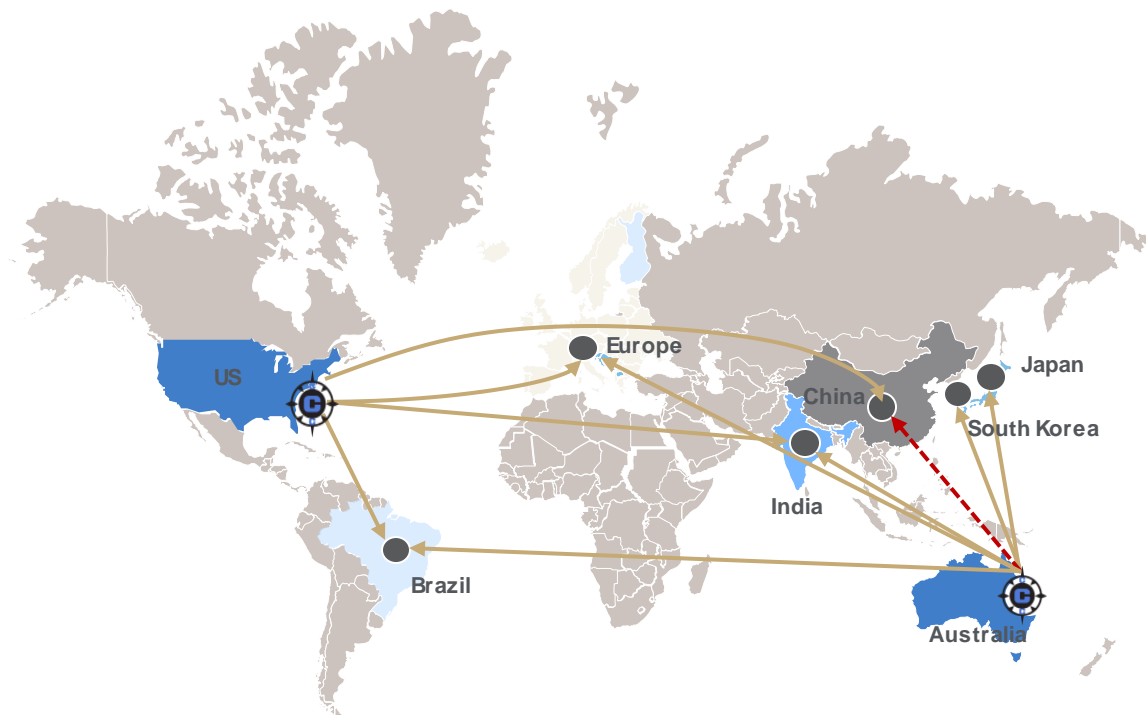 Europe
Japan
US
China
South Korea
India
Brazil
Australia
C
C